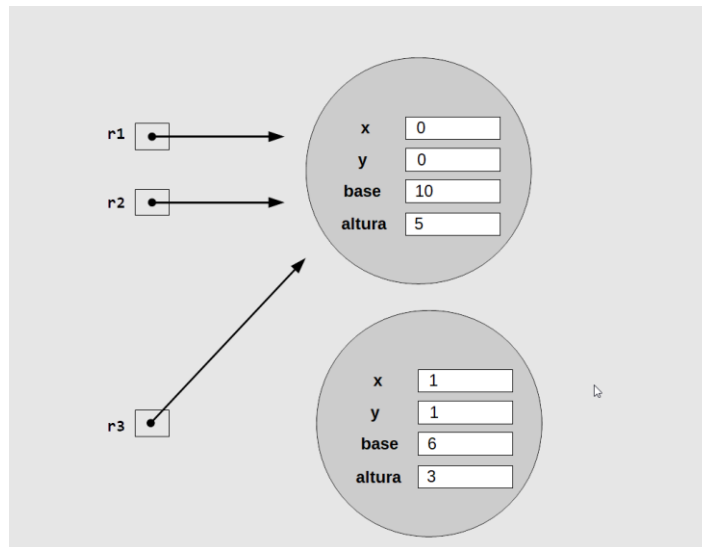 r1
r2
r3
x 0
y 0
base 10
altura 5
x 1
y 1
base 6
altura 3